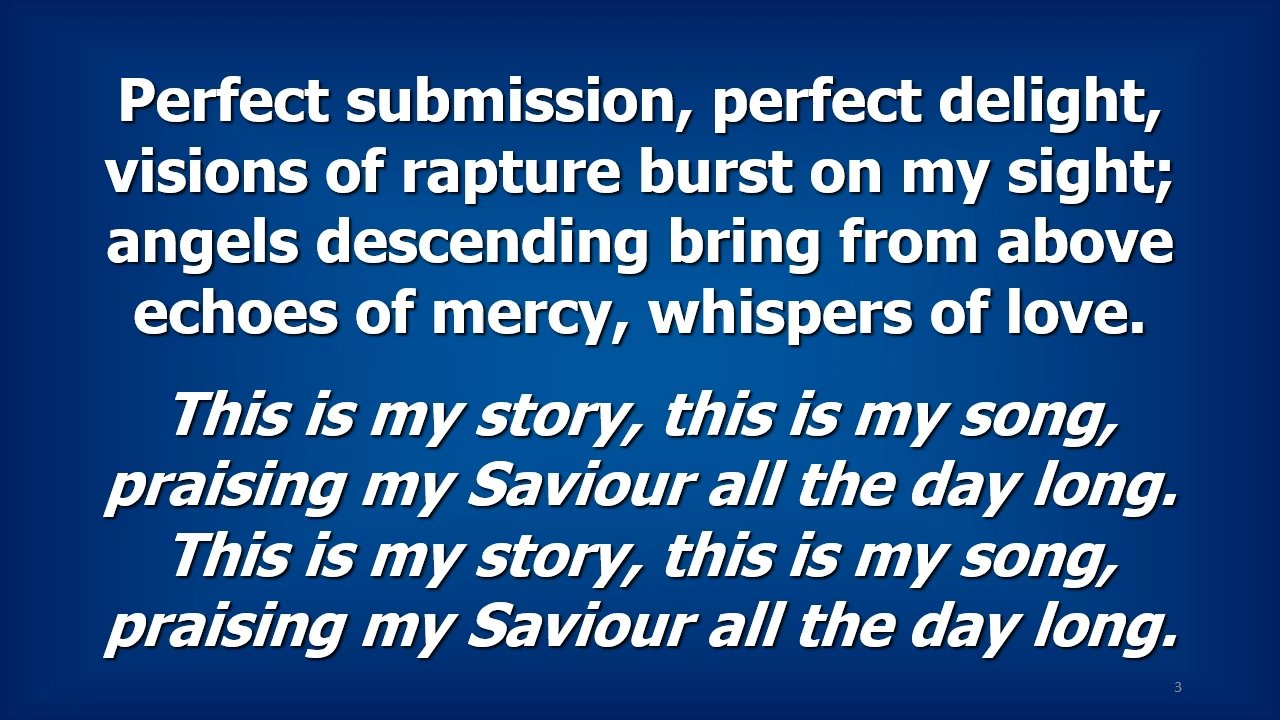 Perfect submission, perfect delight,
visions of rapture burst on my sight;
angels descending bring from above
echoes of mercy, whispers of love.
This is my story, this is my song,
praising my Saviour all the day long.
This is my story, this is my song,
praising my Saviour all the day long.
3